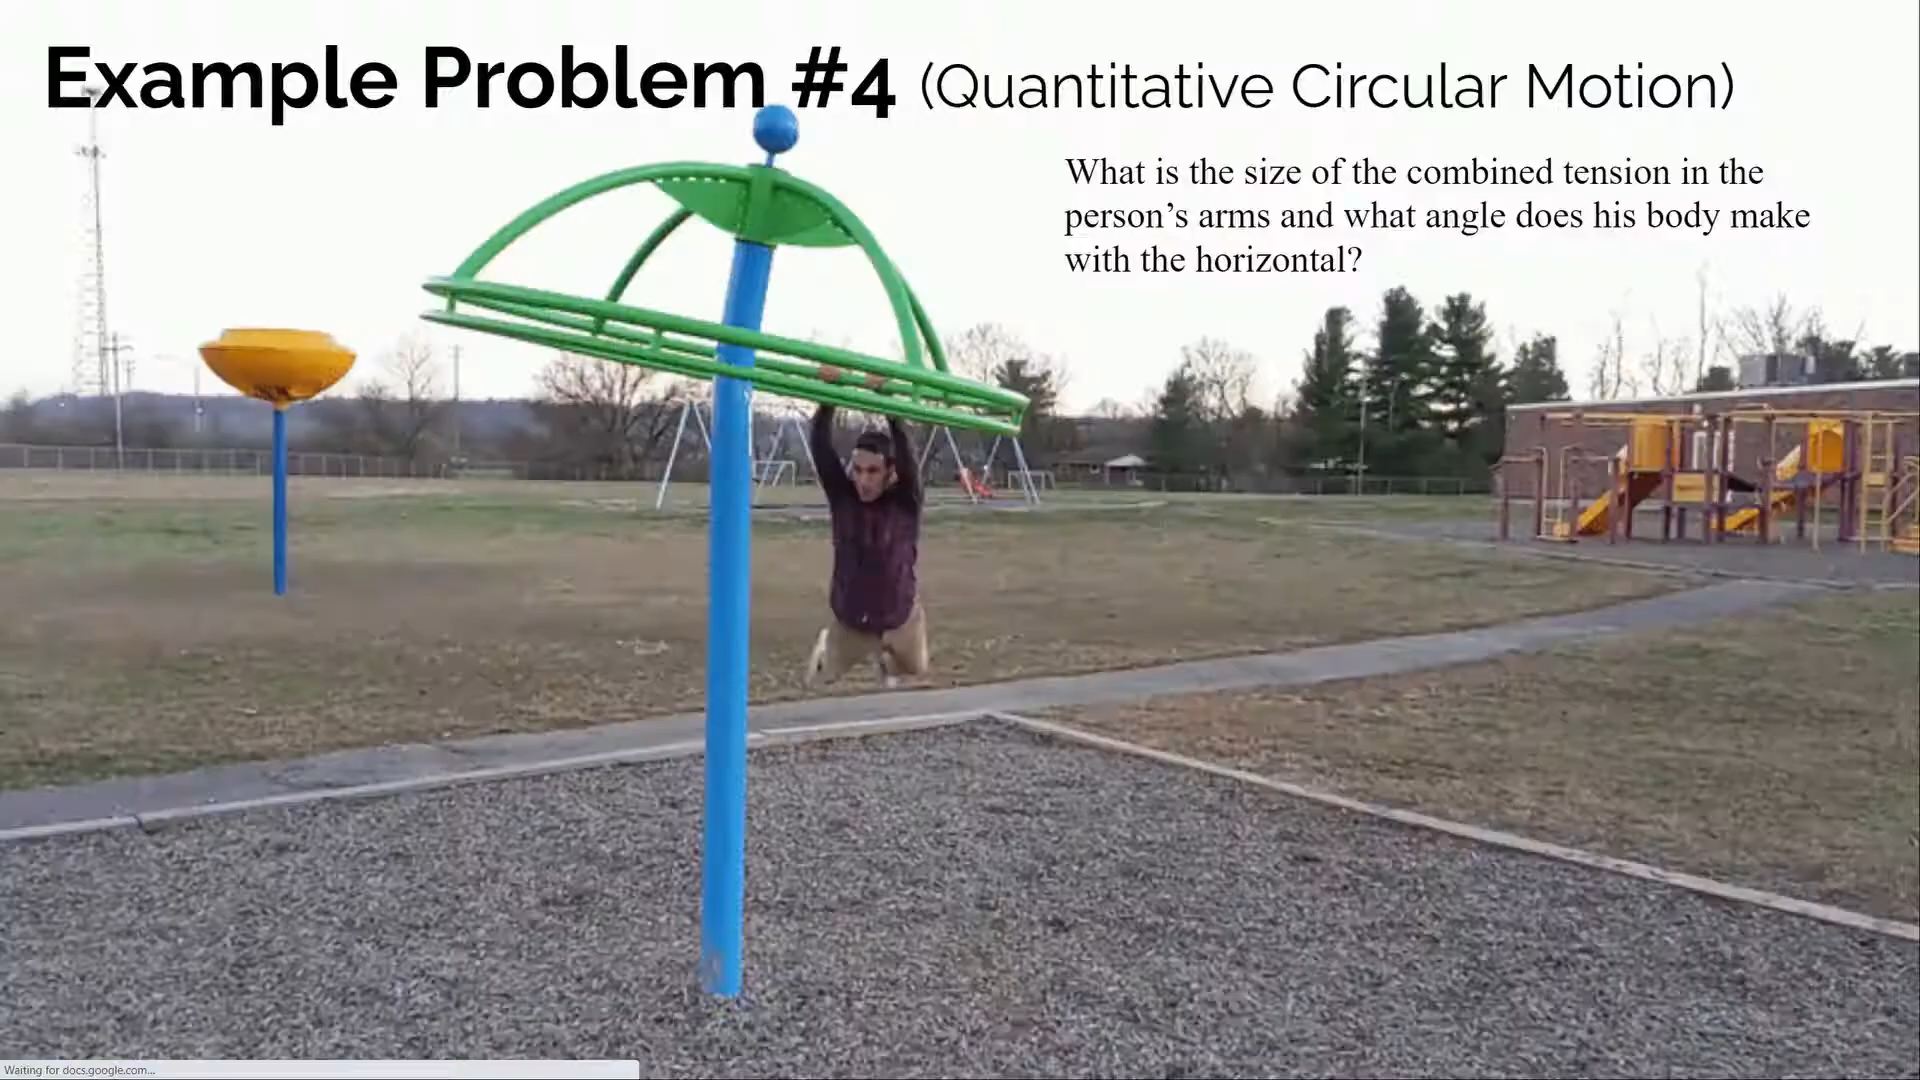 Example Problem #4 (Quantitative Circular Motion)
What is the size of the combined tension in the
person's arms and what angle does his body make
with the horizontal?
Waiting for docs.google.com...